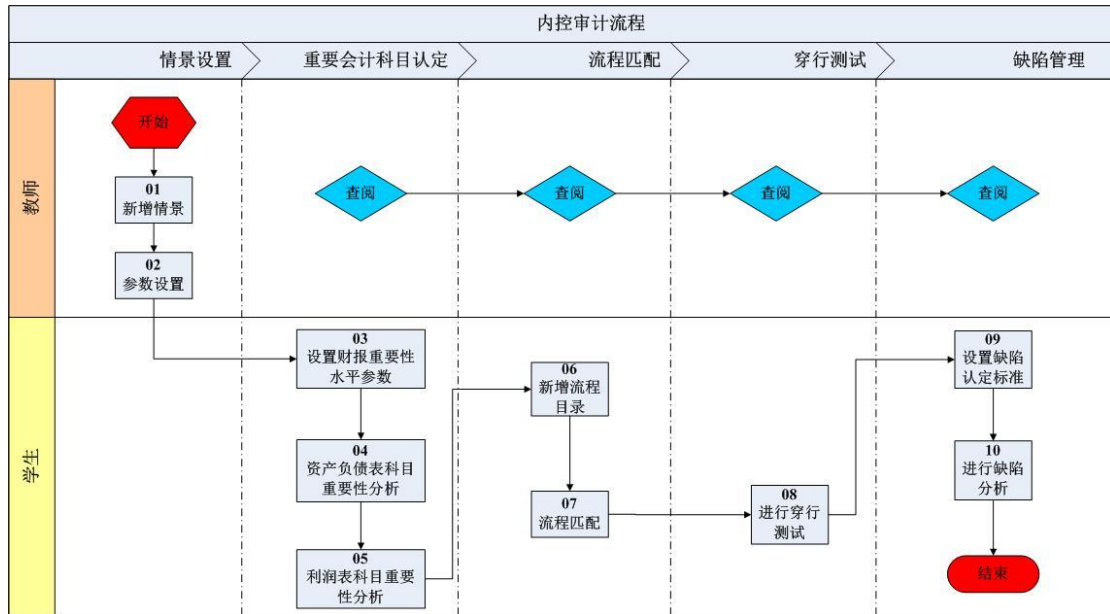 内控审计流程
情景设置
重要会计科目认定
流程匹配
穿行测试
缺陷管理
教师
开始
01
新增情景
02
参数设置
查阅
查阅
查阅
查阅
学生
03
设置财报重要性
水平参数
04
资产负债表科目
重要性分析
05
利润表科目重要
性分析
06
新增流程
目录
07
流程匹配
08
进行穿行
测试
09
设置缺陷
认定标准
10
进行缺陷
分析
结束